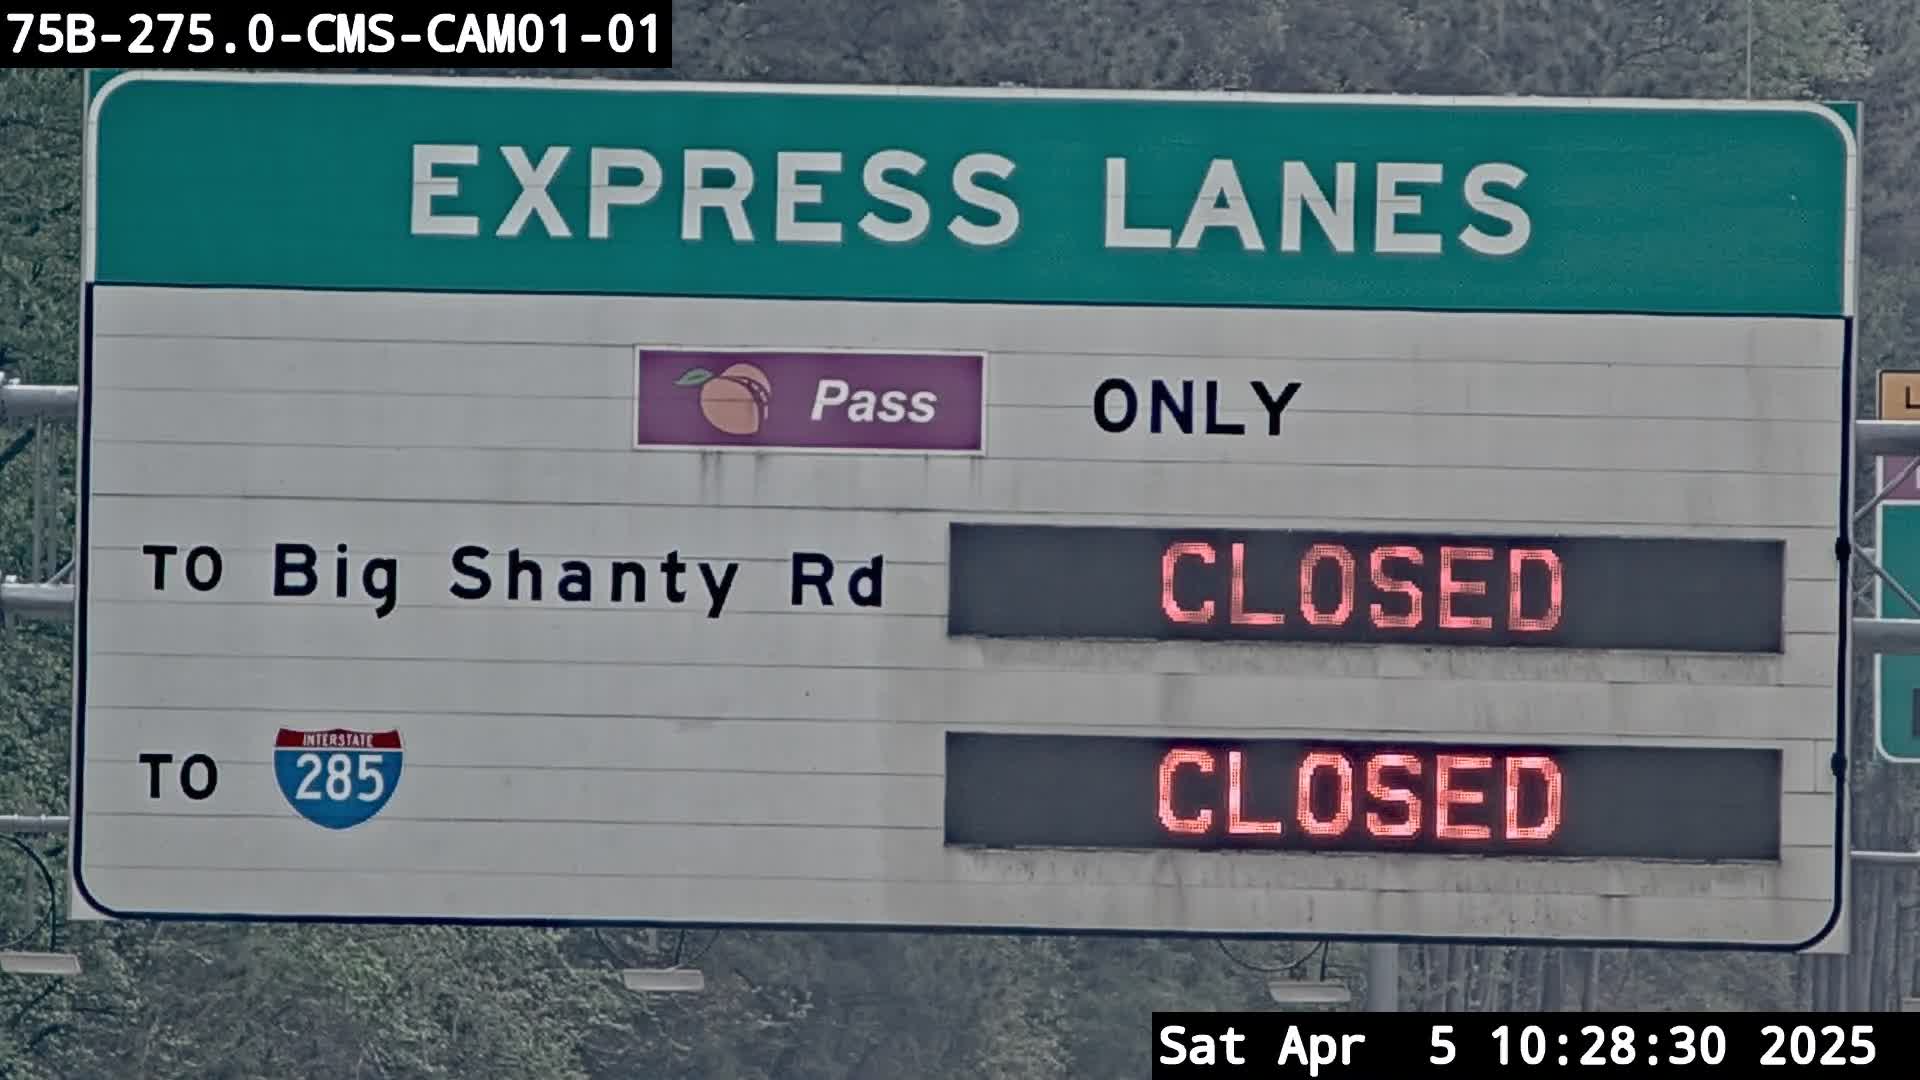 75B-275.0-CMS-CAM01-01
EXPRESS LANES
Pass ONLY
TO Big Shanty Rd CLOSED
INTERSTATE
TO 285 CLOSED
Sat Apr 5 10:28:30 2025